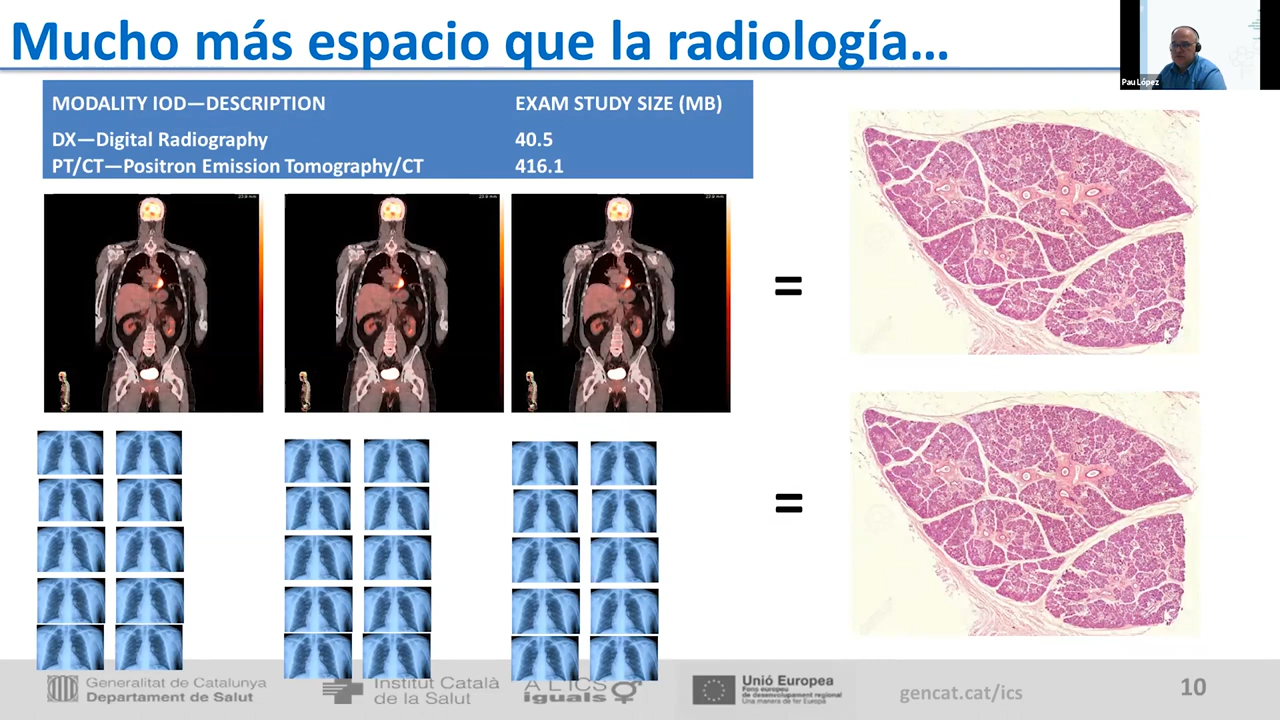 Mucho más espacio que la radiología...
Pau López
MODALITY IOD—DESCRIPTION EXAM STUDY SIZE (MB)
DX—Digital Radiography 40.5
PT/CT—Positron Emission Tomography/CT 416.1
=
=
Generalitat de Catalunya
Departament de Salut
Institut Català
de la Salut
A L'ICS
iguals
Unió Europea
Fons europeu
de desenvolupament regional
Una manera de fer Europa
gencat.cat/ics
10